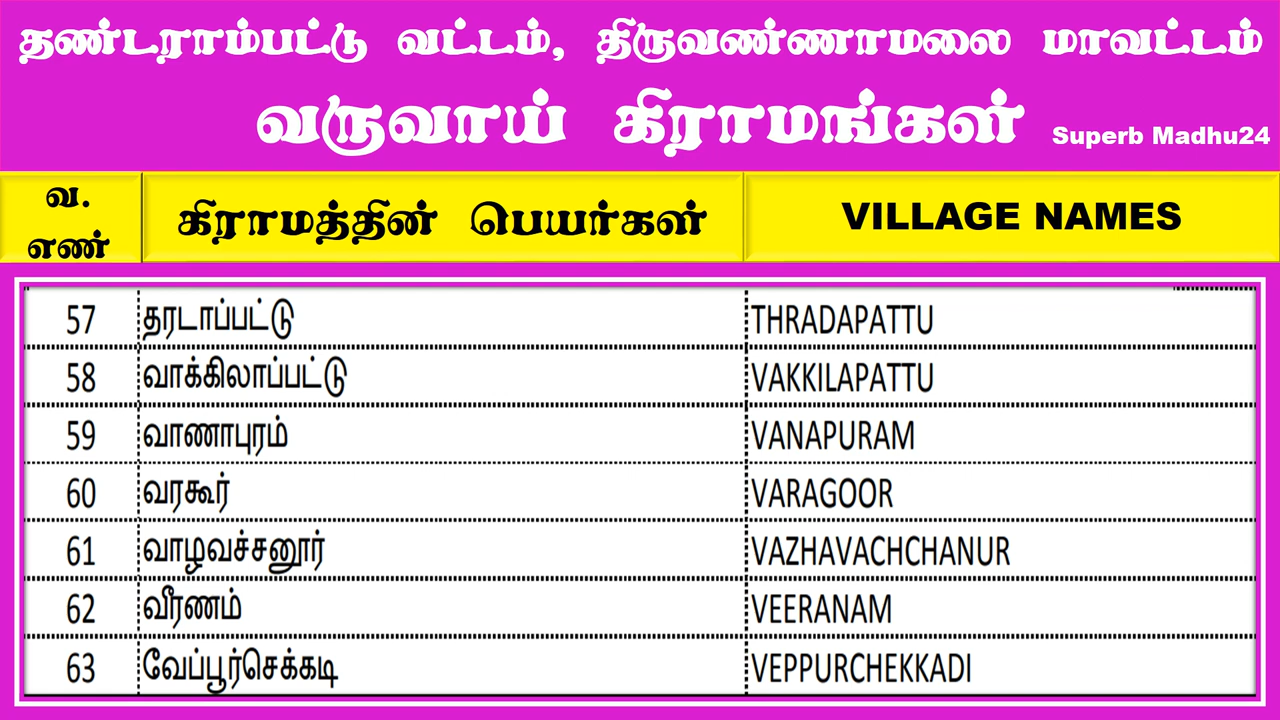 தண்டராம்பட்டு வட்டம், திருவண்ணாமலை மாவட்டம்
வருவாய் கிராமங்கள்
Superb Madhu24
வ. எண் கிராமத்தின் பெயர்கள் VILLAGE NAMES
57 தரடாப்பட்டு THRADAPATTU
58 வாக்கிலாப்பட்டு VAKKILAPATTU
59 வாணாபுரம் VANAPURAM
60 வரகூர் VARAGOOR
61 வாழவச்சனூர் VAZHAVACHCHANUR
62 வீரணம் VEERANAM
63 வேப்பூர்செக்கடி VEPPURCHEKKADI